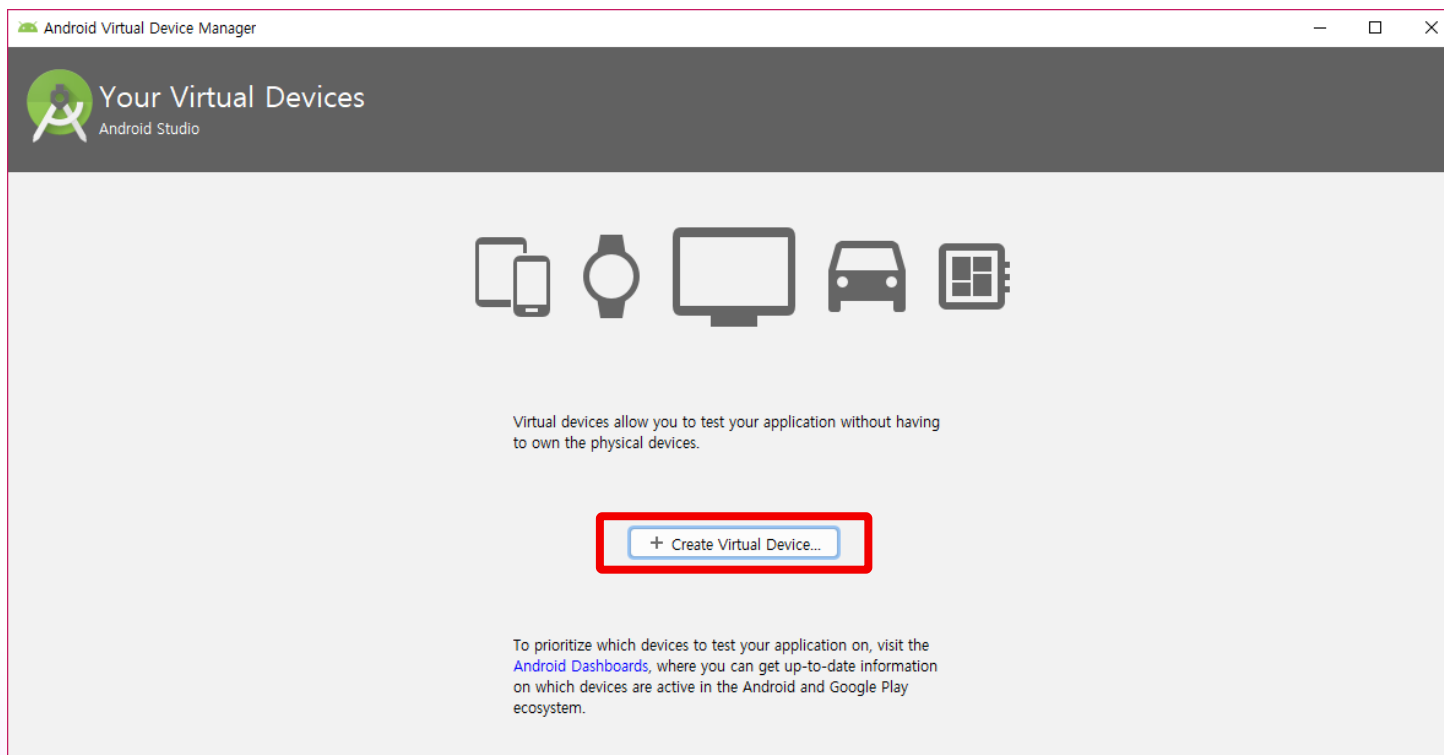 Android Virtual Device Manager
Your Virtual Devices
Android Studio
Virtual devices allow you to test your application without having
to own the physical devices.
+ Create Virtual Device...
To prioritize which devices to test your application on, visit the
Android Dashboards, where you can get up-to-date information
on which devices are active in the Android and Google Play
ecosystem.